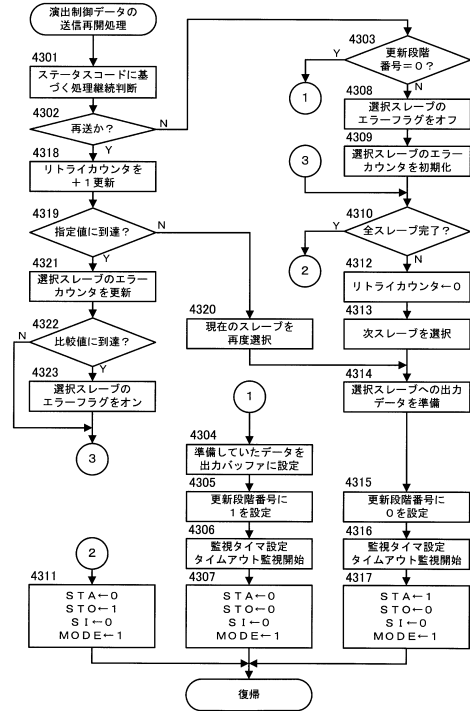 演出制御データの
送信再開処理
4301
ステータスコードに基
づく処理継続判断
4302
再送か？
N
Y
4318
リトライカウンタを
＋１更新
4319
指定値に到達？
N
Y
4321
選択スレーブのエラー
カウンタを更新
4322
N
比較値に到達？
Y
4323
選択スレーブの
エラーフラグをオン
3
4303
Y
更新段階
番号＝０？
N
1
4308
選択スレーブの
エラーフラグをオフ
4309
3
選択スレーブのエラー
カウンタを初期化
4310
Y
全スレーブ完了？
N
2
4312
リトライカウンタ←０
4313
次スレーブを選択
4320
現在のスレーブを
再度選択
4314
選択スレーブへの出力
データを準備
1
4304
準備していたデータを
出力バッファに設定
4305
更新段階番号に
１を設定
4306
監視タイマ設定
タイムアウト監視開始
4307
ＳＴＡ←０
ＳＴＯ←０
ＳＩ←０
ＭＯＤＥ←１
4315
更新段階番号に
０を設定
4316
監視タイマ設定
タイムアウト監視開始
4317
ＳＴＡ←１
ＳＴＯ←０
ＳＩ←０
ＭＯＤＥ←１
2
4311
ＳＴＡ←０
ＳＴＯ←１
ＳＩ←０
ＭＯＤＥ←１
復帰